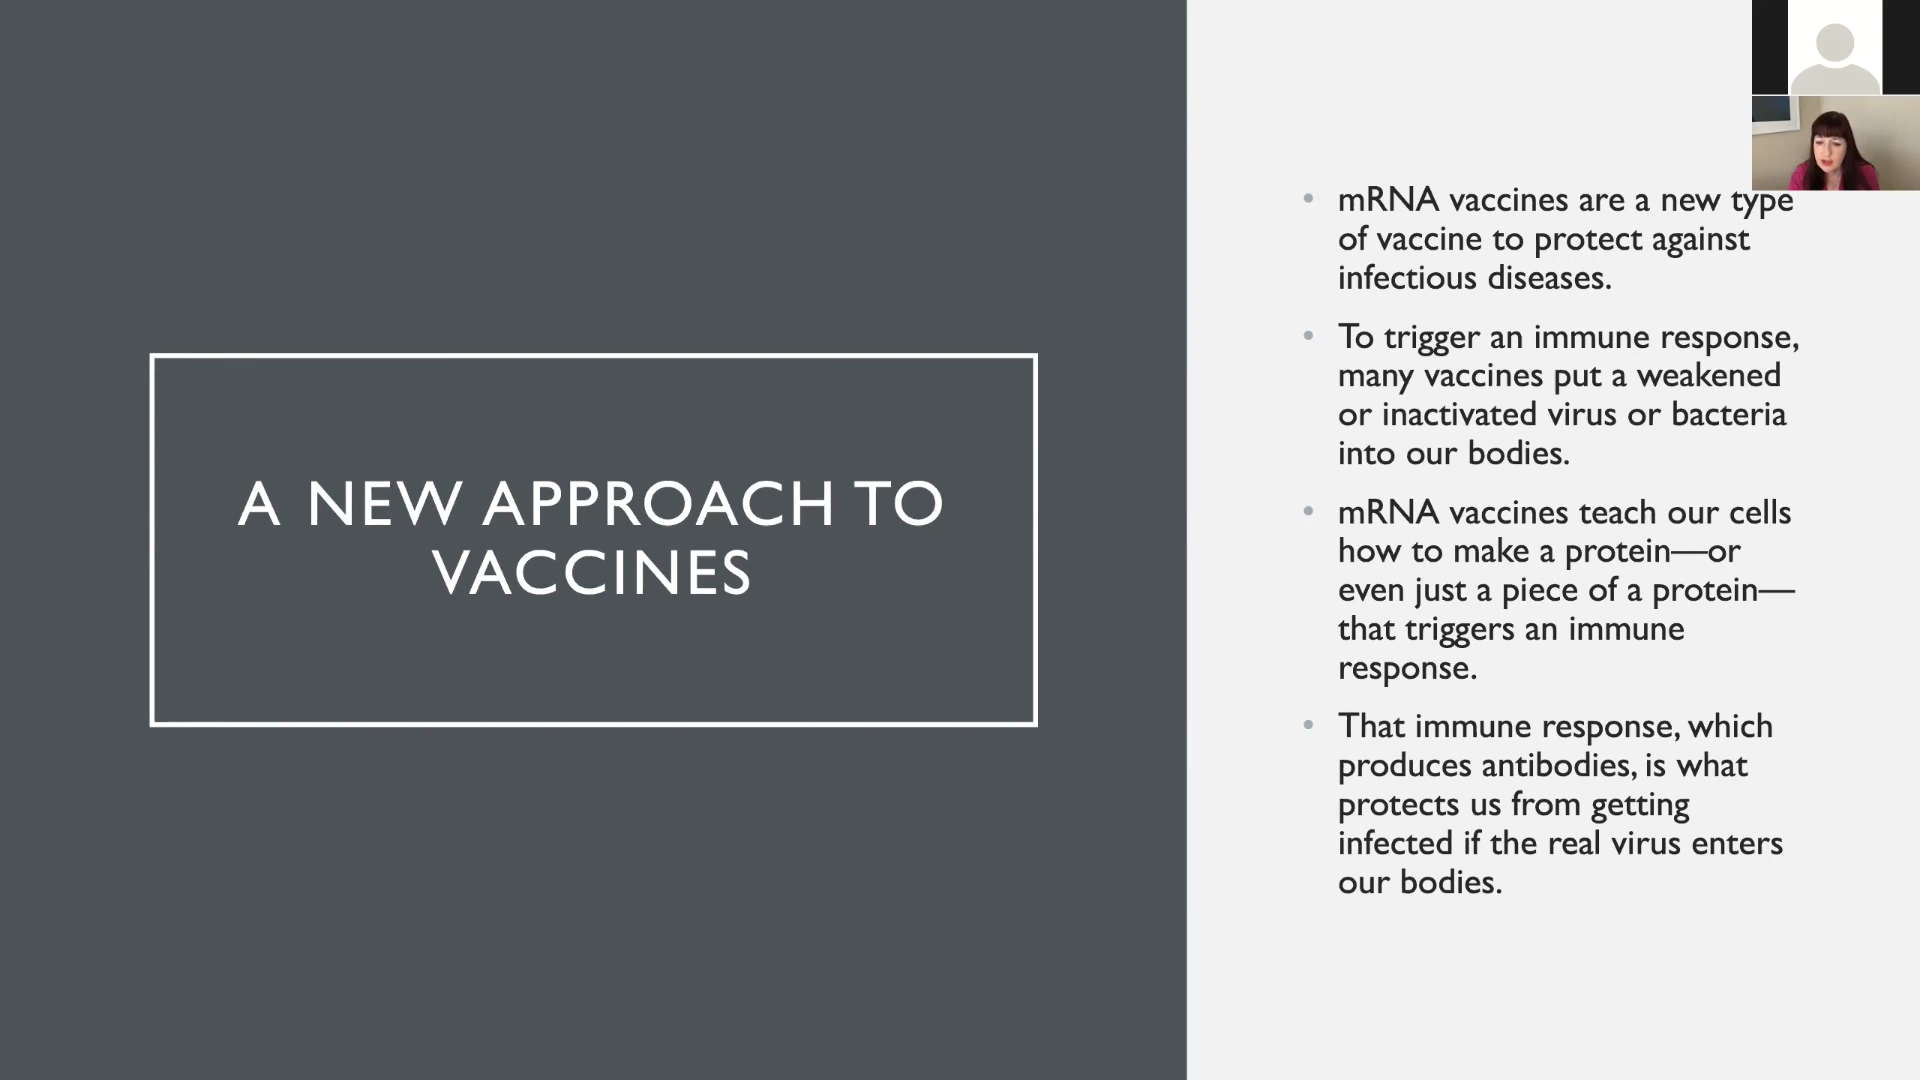 A NEW APPROACH TO
VACCINES
• mRNA vaccines are a new type
of vaccine to protect against
infectious diseases.
• To trigger an immune response,
many vaccines put a weakened
or inactivated virus or bacteria
into our bodies.
• mRNA vaccines teach our cells
how to make a protein—or
even just a piece of a protein—
that triggers an immune
response.
• That immune response, which
produces antibodies, is what
protects us from getting
infected if the real virus enters
our bodies.